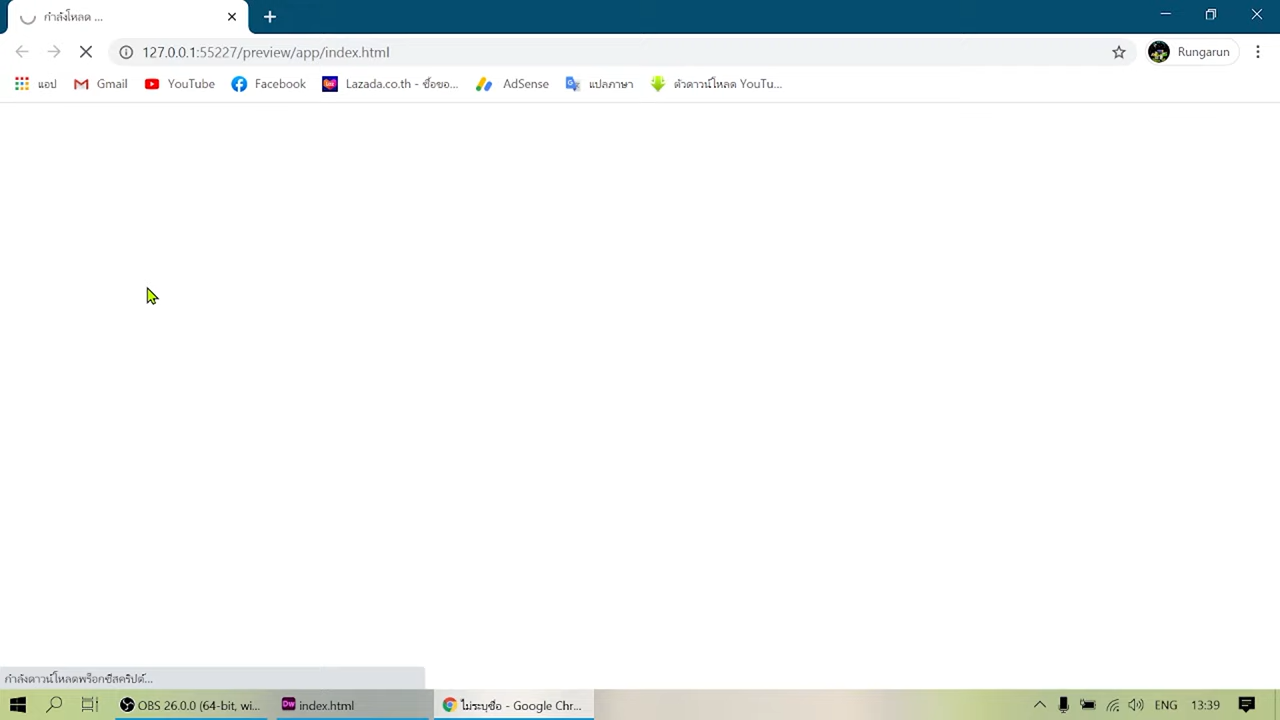 กำลังโหลด ...
127.0.0.1:55227/preview/app/index.html
Rungarun
แอป Gmail YouTube Facebook Lazada.co.th - ซื้อขอ... AdSense แปลภาษา ตัวดาวน์โหลด YouTu...
กำลังดาวน์โหลดพร็อกซีสคริปต์...
OBS 26.0.0 (64-bit, wi... Dw index.html ไม่ระบุชื่อ - Google Chr... ENG 13:39